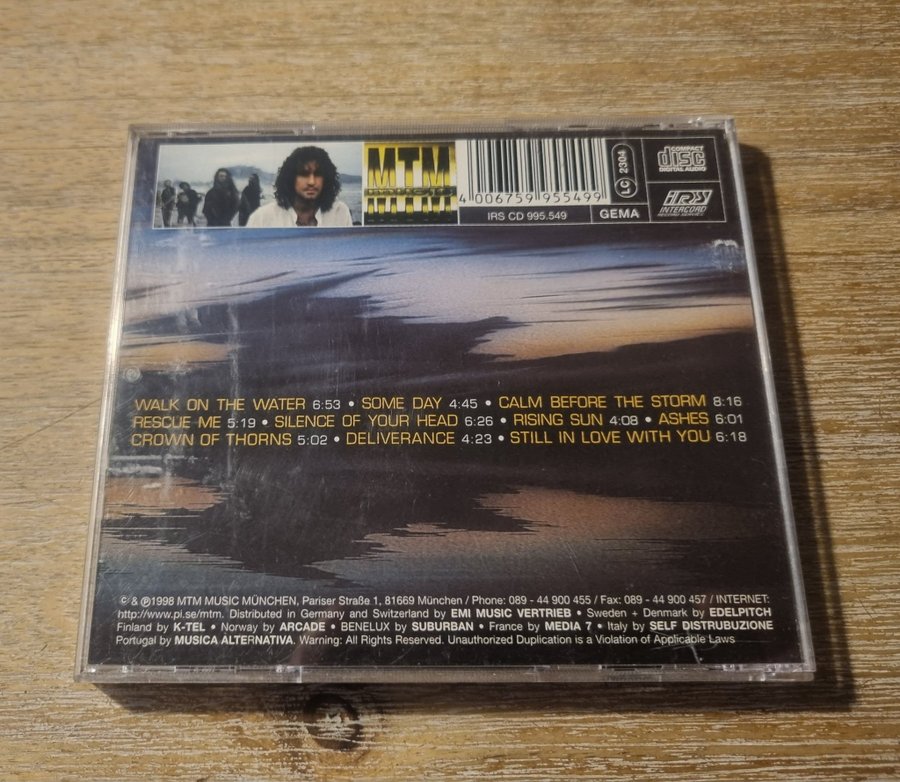 MTM
4 006759 955499
LC 2304
COMPACT
disc
DIGITAL AUDIO
IRS CD 995.549
GEMA
IRS
INTERCORD
RECORD SERVICE
WALK ON THE WATER 6:53 • SOME DAY 4:45 • CALM BEFORE THE STORM 8:16
RESCUE ME 5:19 • SILENCE OF YOUR HEAD 6:26 • RISING SUN 4:08 • ASHES 6:01
CROWN OF THORNS 5:02 • DELIVERANCE 4:23 • STILL IN LOVE WITH YOU 6:18
© & ℗ 1998 MTM MUSIC MÜNCHEN, Pariser Straße 1, 81669 München / Phone: 089 - 44 900 455 / Fax: 089 - 44 900 457 / INTERNET:
http://www.pl.se/mtm. Distributed in Germany and Switzerland by EMI MUSIC VERTRIEB • Sweden + Denmark by EDELPITCH
Finland by K-TEL • Norway by ARCADE • BENELUX by SUBURBAN • France by MEDIA 7 • Italy by SELF DISTRUBUZIONE
Portugal by MUSICA ALTERNATIVA. Warning: All Rights Reserved. Unauthorized Duplication is a Violation of Applicable Laws